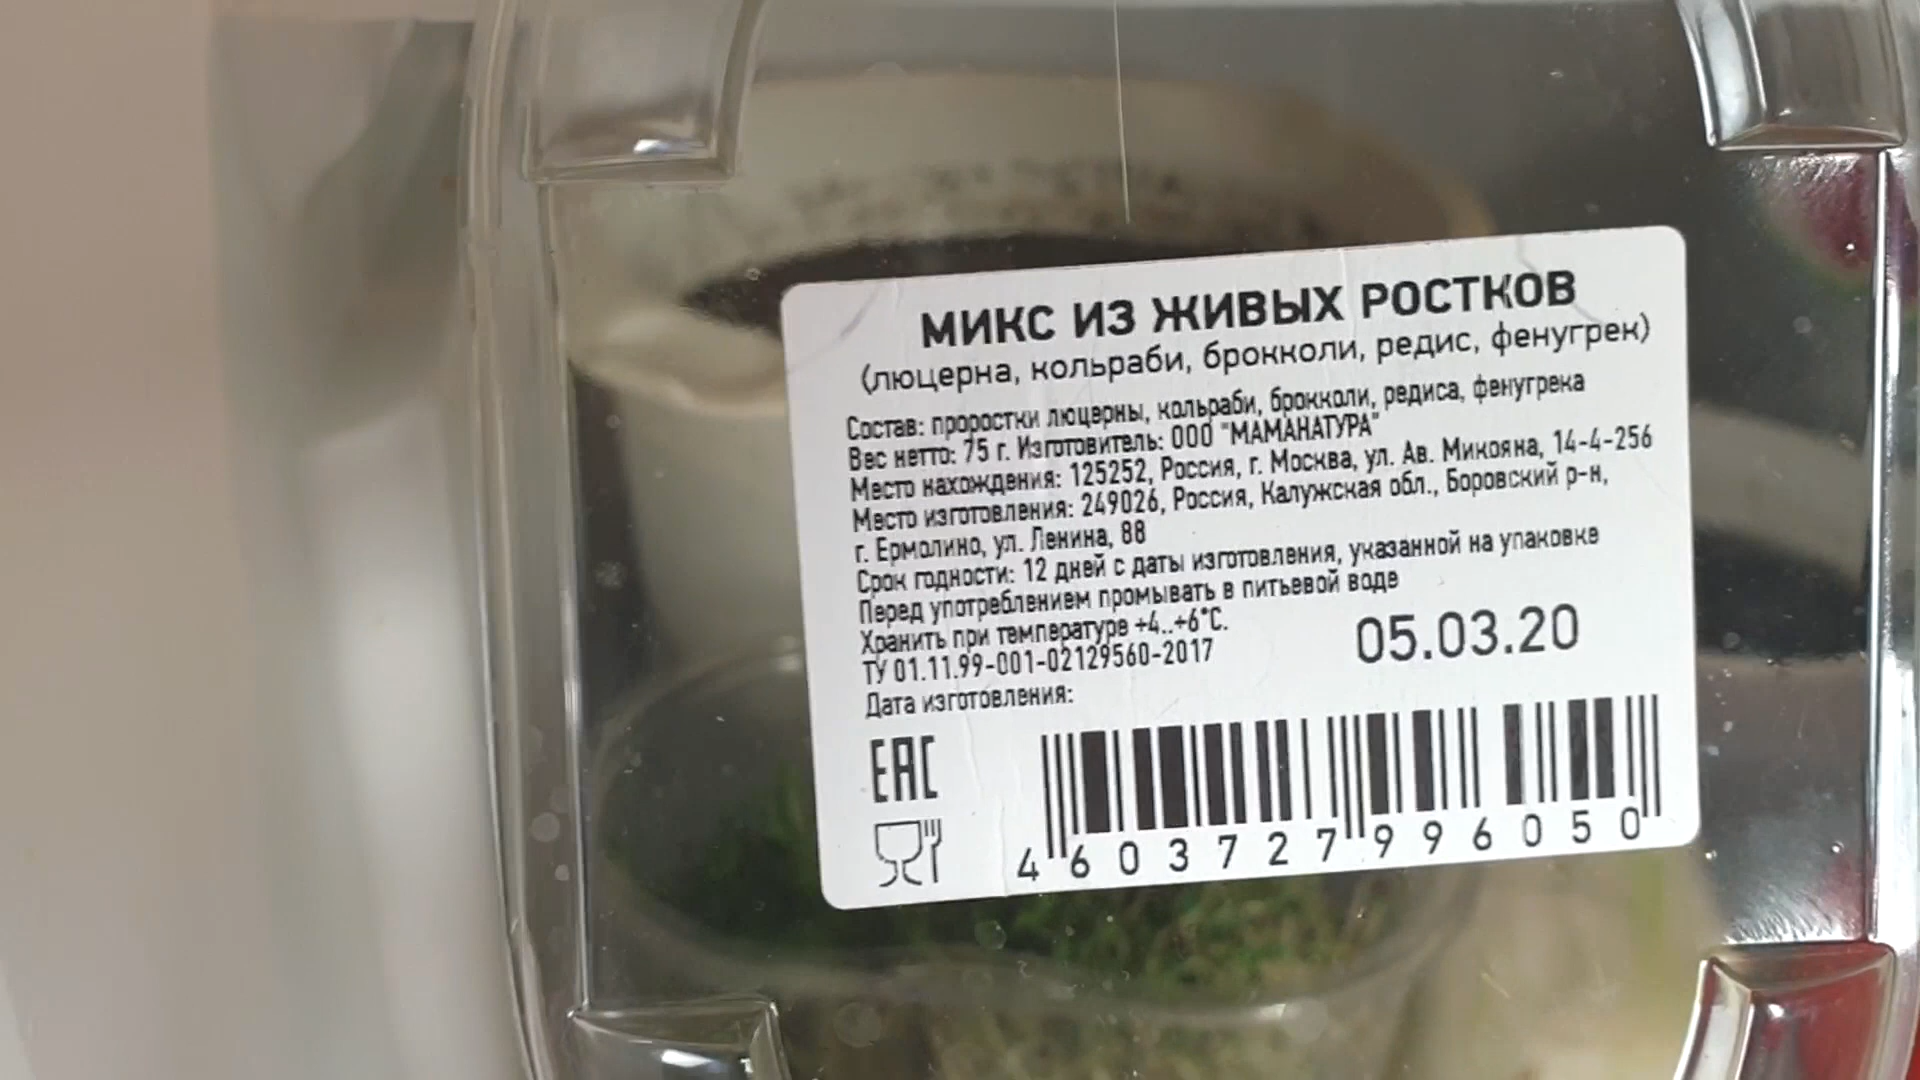 МИКС ИЗ ЖИВЫХ РОСТКОВ
(люцерна, кольраби, брокколи, редис, фенугрек)
Состав: проростки люцерны, кольраби, брокколи, редиса, фенугрека
Вес нетто: 75 г. Изготовитель: ООО "МАМАНАТУРА"
Место нахождения: 125252, Россия, г. Москва, ул. Ав. Микояна, 14-4-256
Место изготовления: 249026, Россия, Калужская обл., Боровский р-н,
г. Ермолино, ул. Ленина, 88
Срок годности: 12 дней с даты изготовления, указанной на упаковке
Перед употреблением промывать в питьевой воде
Хранить при температуре +4..+6°С.
ТУ 01.11.99-001-02129560-2017
05.03.20
Дата изготовления:
ЕАС
4 603727 996050